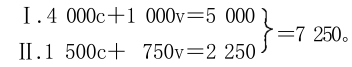 Ⅰ.4 000c+1 000v=5 000
Ⅱ.1 500c+ 750v=2 250
}=7 250。